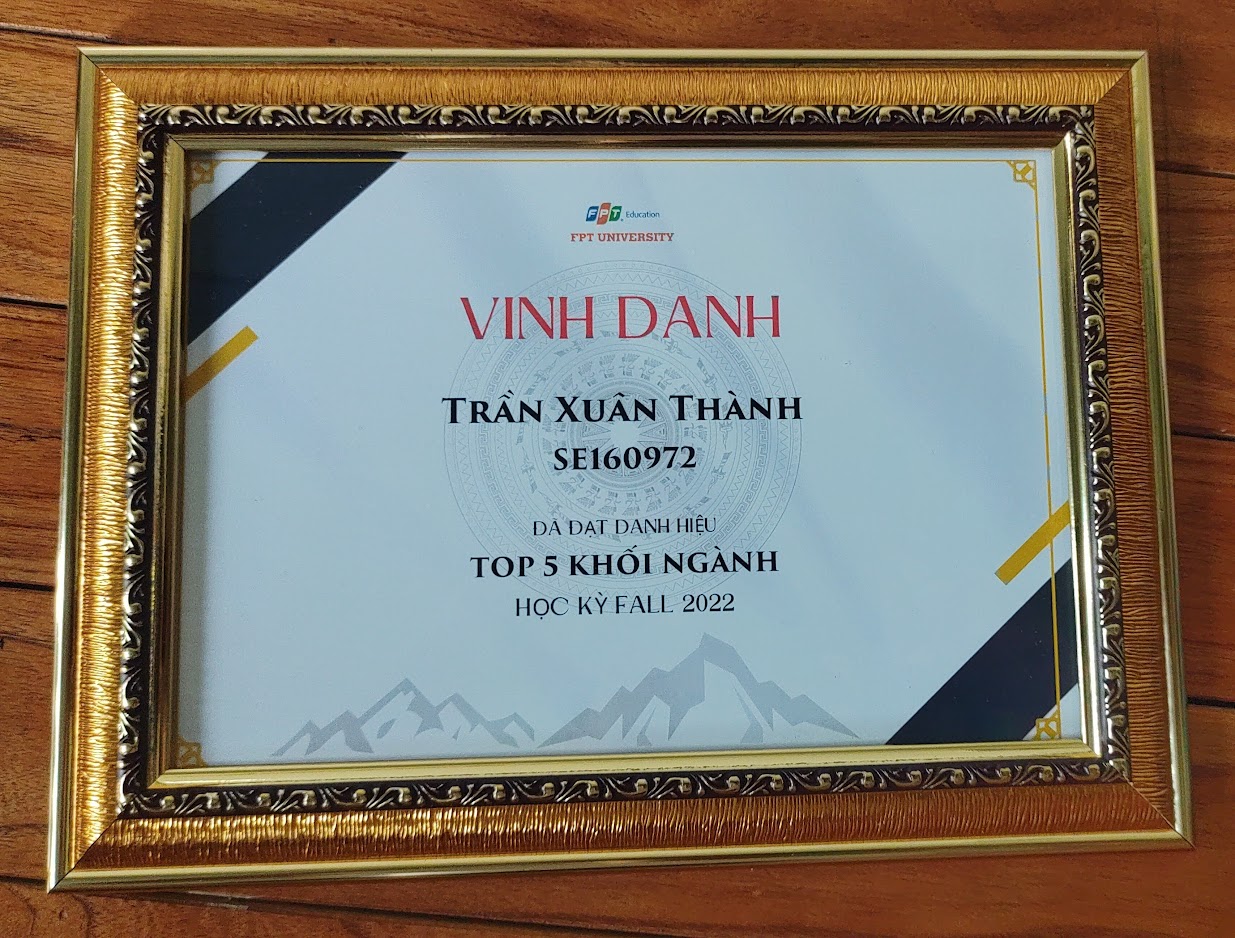 FPT Education
FPT UNIVERSITY
VINH DANH
TRẦN XUÂN THÀNH
SE160972
ĐÃ ĐẠT DANH HIỆU
TOP 5 KHỐI NGÀNH
HỌC KỲ FALL 2022